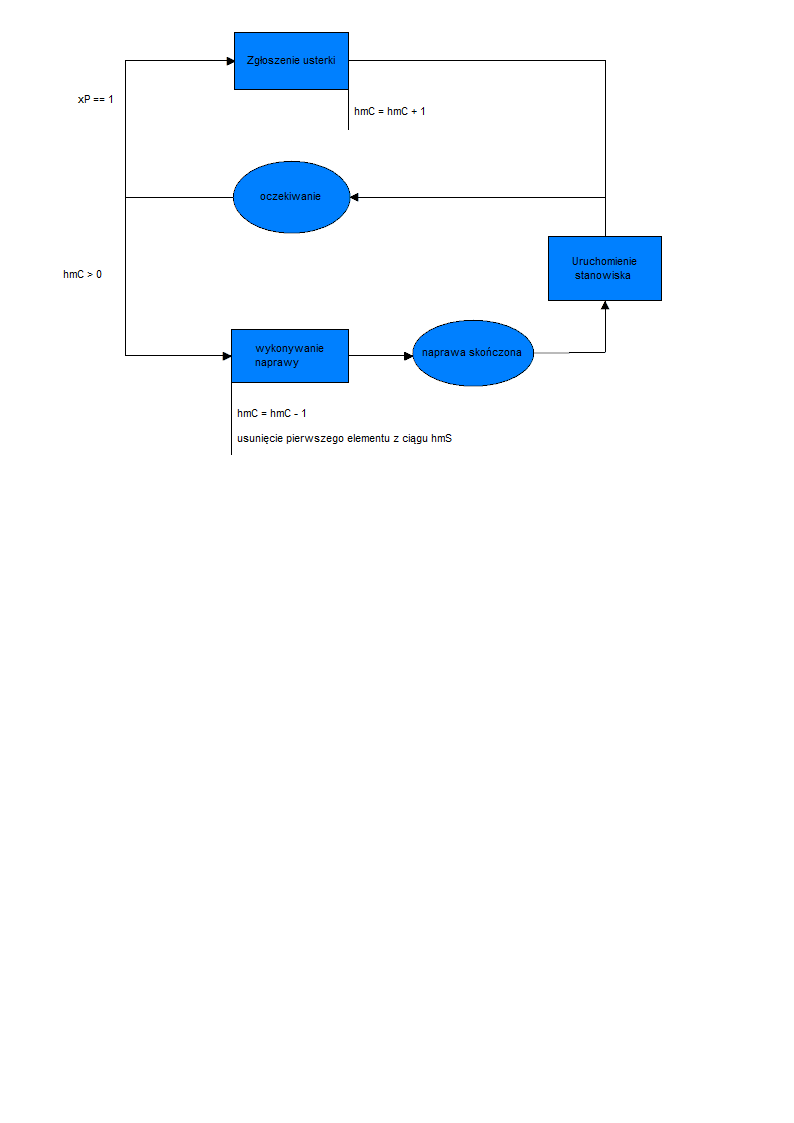 Zgłoszenie usterki
xP == 1
hmC = hmC + 1
oczekiwanie
Uruchomienie
stanowiska
hmC > 0
wykonywanie
naprawy
naprawa skończona
hmC = hmC - 1
usunięcie pierwszego elementu z ciągu hmS